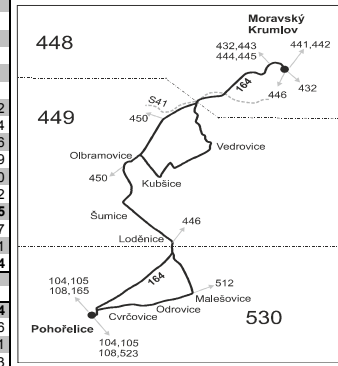 Moravský
Krumlov
448
432,443
444,445
441,442
164
446
432
S41
449
450
Vedrovice
Olbramovice
450
Kubšice
Šumice
446
Loděnice
104,105
108,165
164
512
Malešovice
Odrovice
Cvrčovice
530
Pohořelice
104,105
108,523